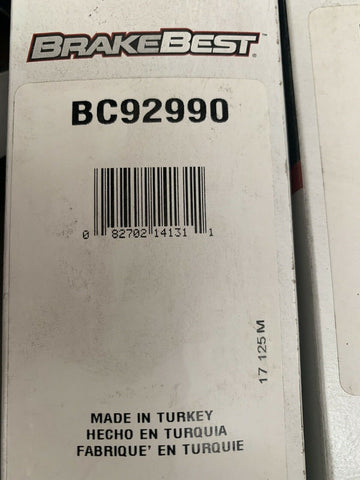 BRAKEBEST
BC92990
0 82702 14131 1
17 125 M
MADE IN TURKEY
HECHO EN TURQUIA
FABRIQUE' EN TURQUIE